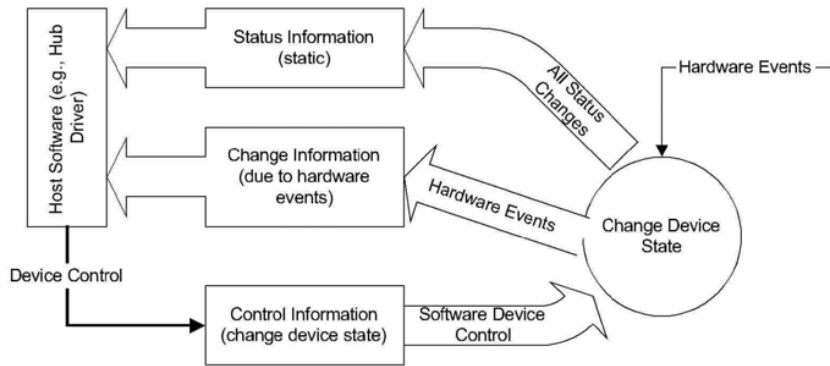 Host Software (e.g., Hub
Driver)
Status Information
(static)
All Status
Changes
Hardware Events
Change Information
(due to hardware
events)
Hardware Events
Change Device
State
Device Control
Control Information
(change device state)
Software Device
Control